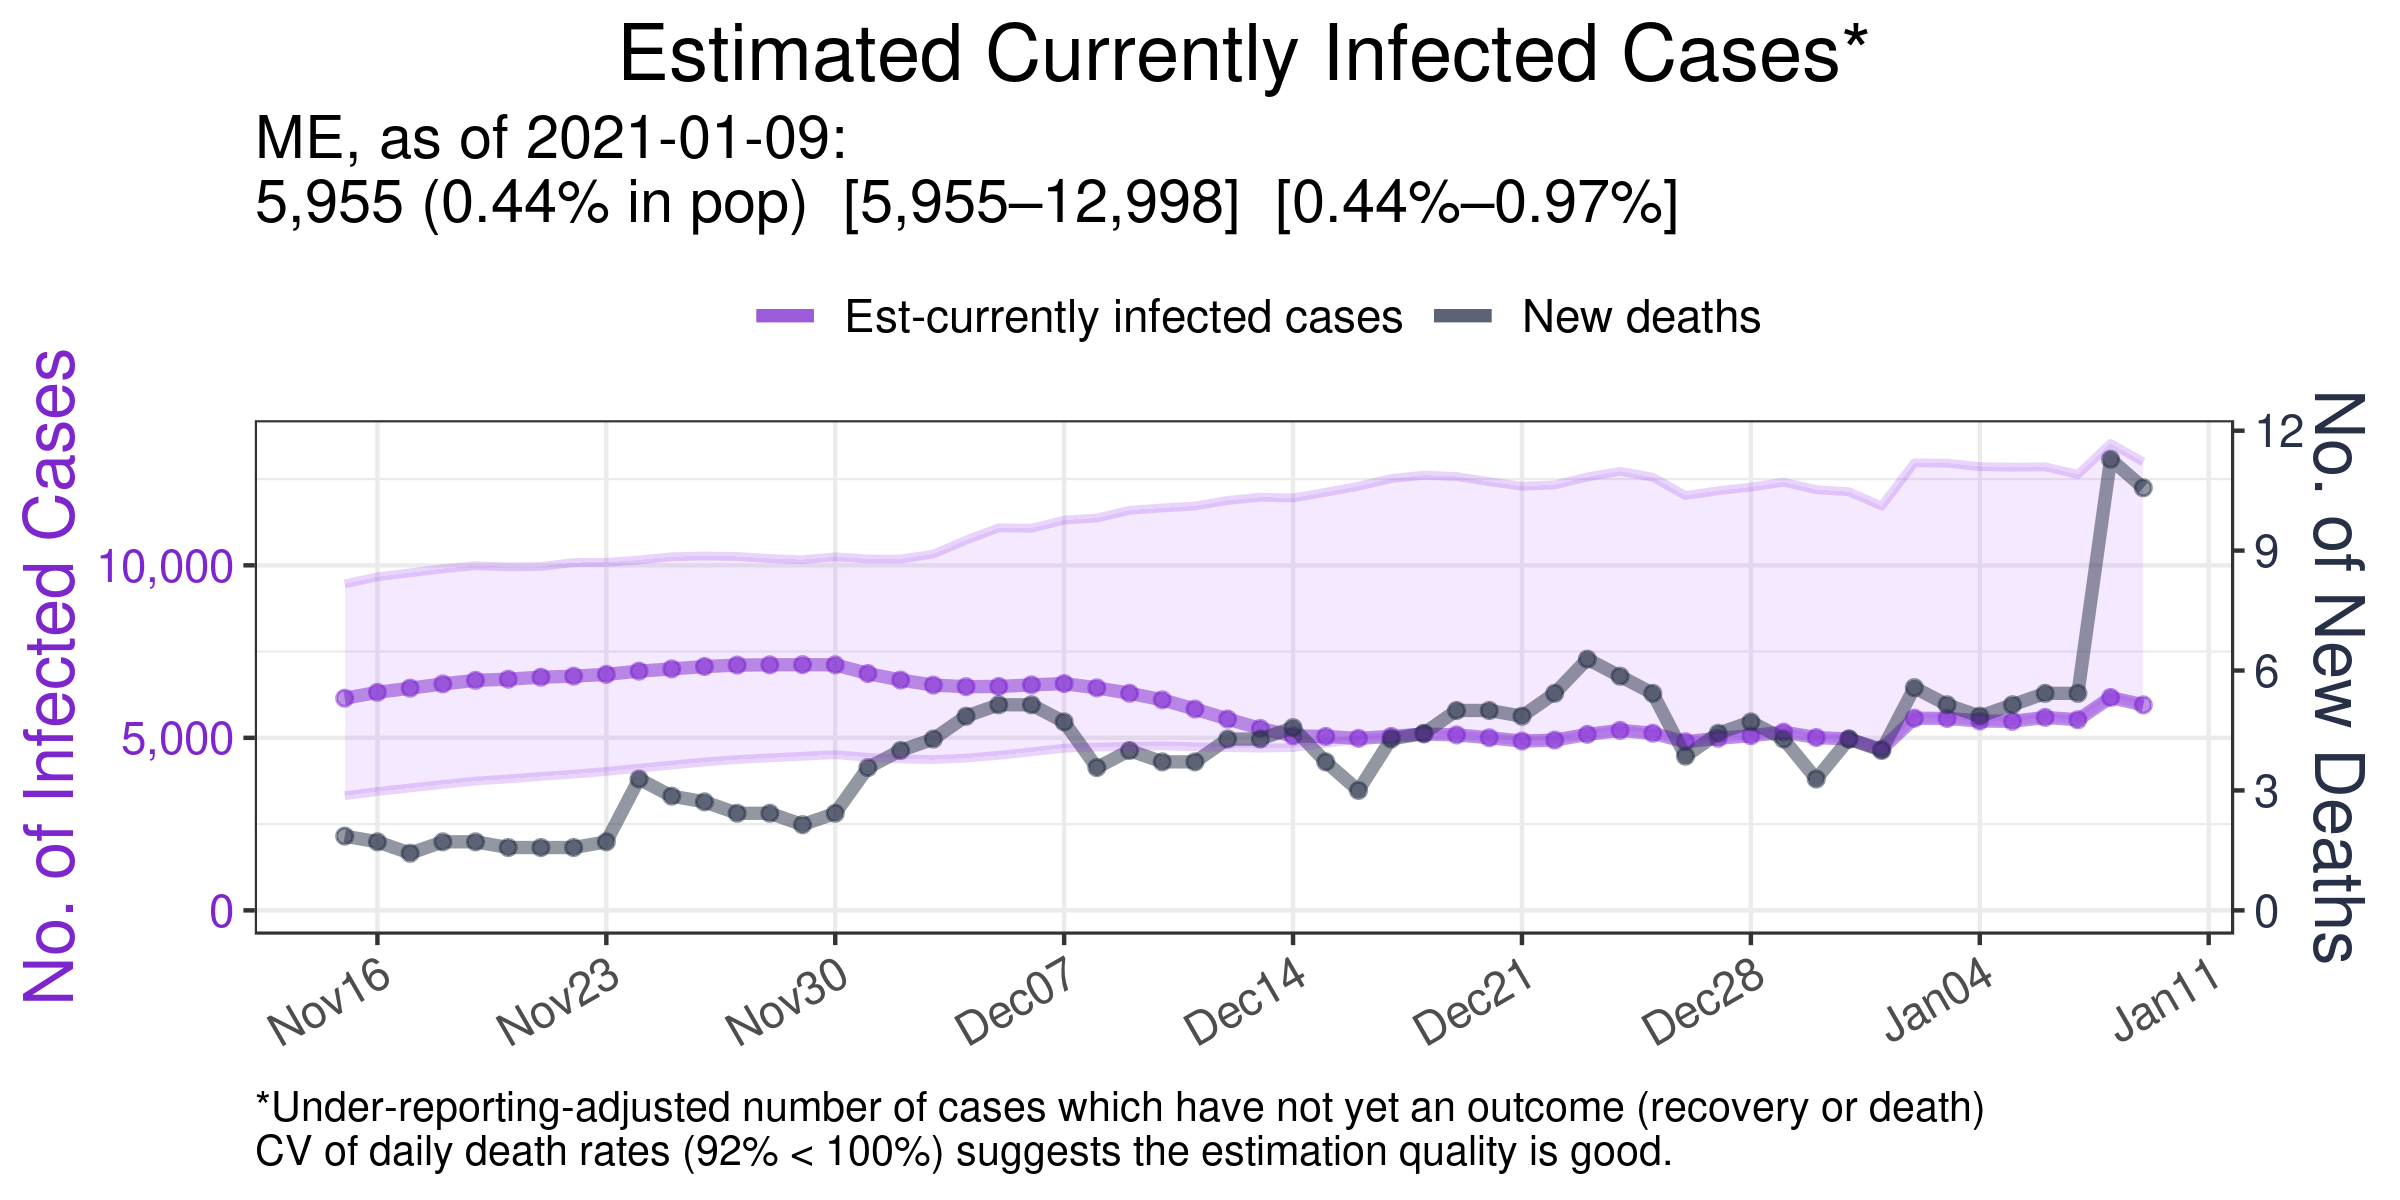 Estimated Currently Infected Cases*
ME, as of 2021-01-09:
5,955 (0.44% in pop)  [5,955–12,998]  [0.44%–0.97%]
Est-currently infected cases
New deaths
No. of Infected Cases
10,000
5,000
0
12
9
6
3
0
No. of New Deaths
Nov16
Nov23
Nov30
Dec07
Dec14
Dec21
Dec28
Jan04
Jan11
*Under-reporting-adjusted number of cases which have not yet an outcome (recovery or death)
CV of daily death rates (92% < 100%) suggests the estimation quality is good.